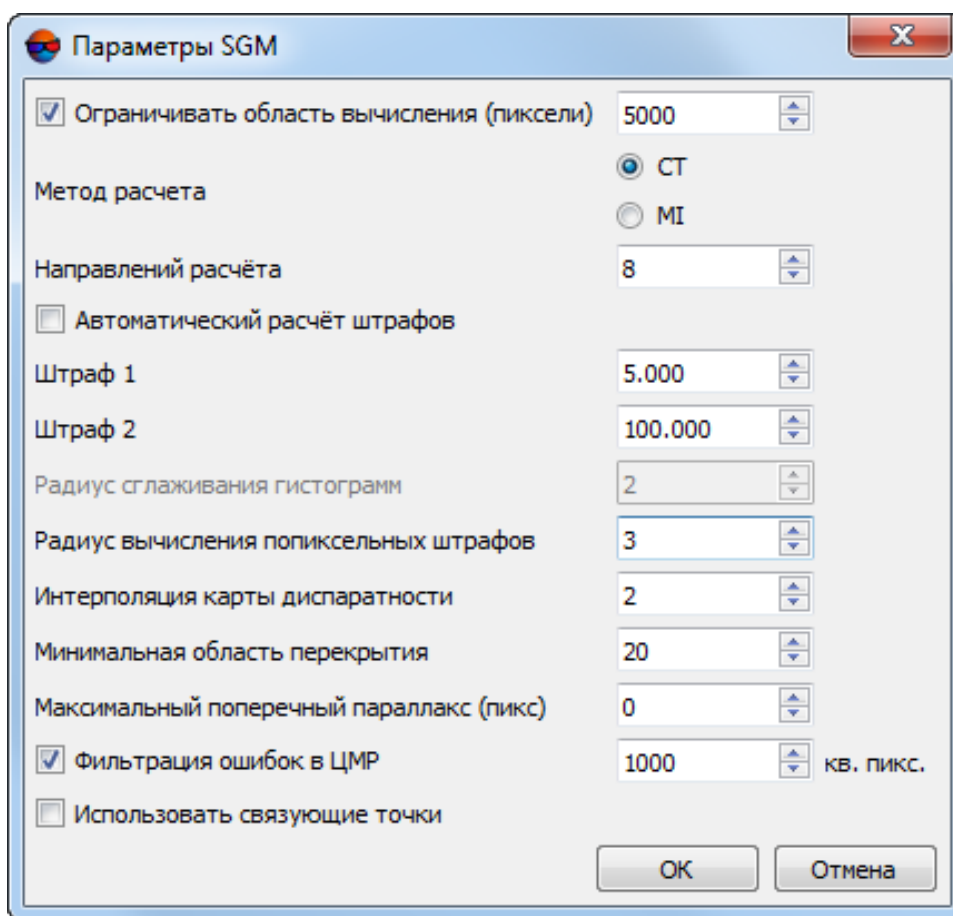 Параметры SGM
Ограничивать область вычисления (пиксели) 5000
CT
Метод расчета
MI
Направлений расчёта 8
Автоматический расчёт штрафов
Штраф 1 5.000
Штраф 2 100.000
Радиус сглаживания гистограмм 2
Радиус вычисления попиксельных штрафов 3
Интерполяция карты диспаратности 2
Минимальная область перекрытия 20
Максимальный поперечный параллакс (пикс) 0
Фильтрация ошибок в ЦМР 1000 кв. пикс.
Использовать связующие точки
OK Отмена